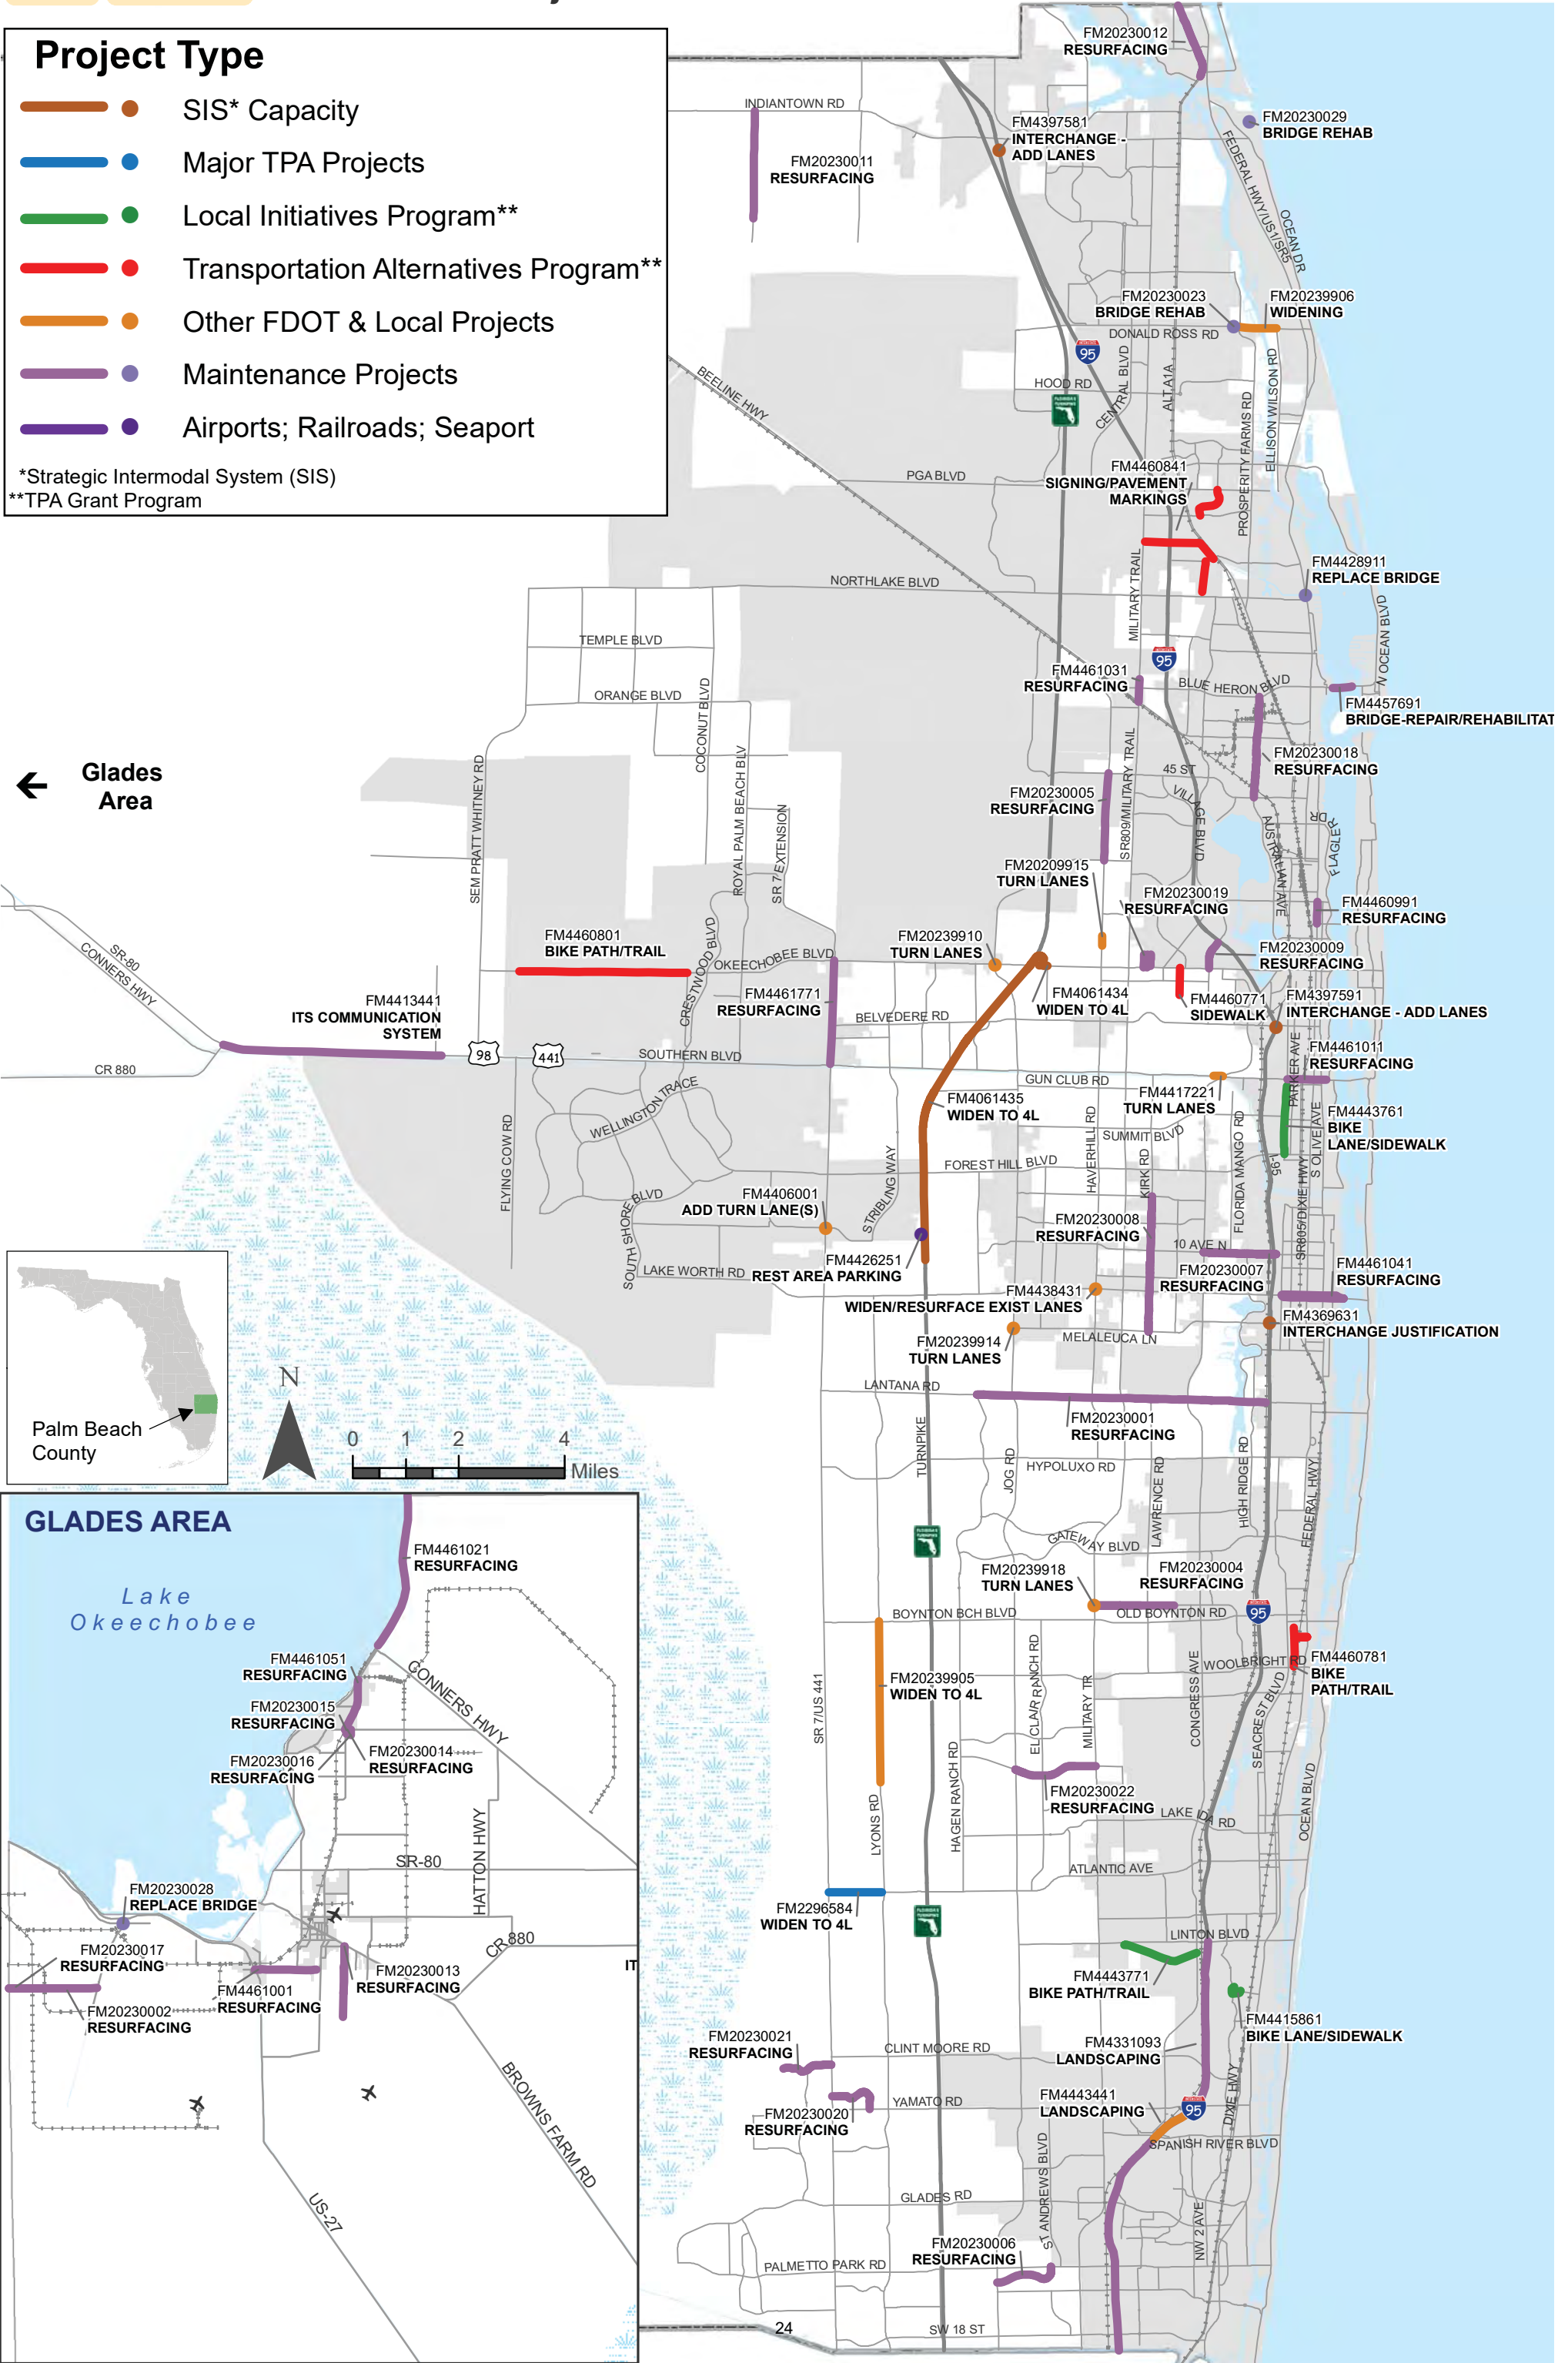 Project Type
SIS* Capacity
Major TPA Projects
Local Initiatives Program**
Transportation Alternatives Program**
Other FDOT & Local Projects
Maintenance Projects
Airports; Railroads; Seaport
*Strategic Intermodal System (SIS)
**TPA Grant Program
FM20230012
RESURFACING
INDIANTOWN RD
FM20230011
RESURFACING
FM4397581
INTERCHANGE -
ADD LANES
FM20230029
BRIDGE REHAB
FEDERAL HWY/US1/SR5
OCEAN DR
FM20230023
BRIDGE REHAB
FM20239906
WIDENING
DONALD ROSS RD
95
HOOD RD
CENTRAL BLVD
ALT A1A
ELLISON WILSON RD
PROSPERITY FARMS RD
BEELINE HWY
PGA BLVD
FM4460841
SIGNING/PAVEMENT
MARKINGS
MILITARY TRAIL
FM4428911
REPLACE BRIDGE
NORTHLAKE BLVD
N OCEAN BLVD
TEMPLE BLVD
ORANGE BLVD
COCONUT BLVD
95
FM4461031
RESURFACING
BLUE HERON BLVD
FM4457691
BRIDGE-REPAIR/REHABILITAT
FM20230018
RESURFACING
Glades
Area
SEM PRATT WHITNEY RD
ROYAL PALM BEACH BLV
SR 7 EXTENSION
FM20230005
RESURFACING
SR809/MILITARY TRAIL
45 ST
VILLAGE BLVD
AUSTRALIAN AVE
FLAGLER DR
FM20209915
TURN LANES
FM20230019
RESURFACING
FM4460991
RESURFACING
SR-80
CONNERS HWY
FM4460801
BIKE PATH/TRAIL
CRESTWOOD BLVD
OKEECHOBEE BLVD
FM20239910
TURN LANES
FM20230009
RESURFACING
FM4413441
ITS COMMUNICATION
SYSTEM
FM4461771
RESURFACING
FM4061434
WIDEN TO 4L
FM4460771
SIDEWALK
FM4397591
INTERCHANGE - ADD LANES
BELVEDERE RD
98
441
SOUTHERN BLVD
CR 880
PARKER AVE
FM4461011
RESURFACING
GUN CLUB RD
FM4417221
TURN LANES
FM4061435
WIDEN TO 4L
WELLINGTON TRACE
FLYING COW RD
HAVERHILL RD
SUMMIT BLVD
KIRK RD
FLORIDA MANGO RD
I-95
S OLIVE AVE
FM4443761
BIKE
LANE/SIDEWALK
FOREST HILL BLVD
SOUTH SHORE BLVD
FM4406001
ADD TURN LANE(S)
STRIBLING WAY
FM20230008
RESURFACING
10 AVE N
SR805/DIXIE HWY
LAKE WORTH RD
FM4426251
REST AREA PARKING
FM20230007
RESURFACING
FM4461041
RESURFACING
FM4438431
WIDEN/RESURFACE EXIST LANES
FM4369631
INTERCHANGE JUSTIFICATION
FM20239914
TURN LANES
MELALEUCA LN
Palm Beach
County
N
0 1 2 4
Miles
LANTANA RD
FM20230001
RESURFACING
TURNPIKE
JOG RD
HYPOLUXO RD
LAWRENCE RD
HIGH RIDGE RD
FEDERAL HWY
GATEWAY BLVD
FM20239918
TURN LANES
FM20230004
RESURFACING
BOYNTON BCH BLVD
OLD BOYNTON RD
95
SR 7/US 441
FM20239905
WIDEN TO 4L
EL CLAIR RANCH RD
MILITARY TR
CONGRESS AVE
WOOLBRIGHT RD
FM4460781
BIKE
PATH/TRAIL
SEACREST BLVD
LYONS RD
HAGEN RANCH RD
FM20230022
RESURFACING
LAKE IDA RD
OCEAN BLVD
ATLANTIC AVE
FM2296584
WIDEN TO 4L
LINTON BLVD
FM4443771
BIKE PATH/TRAIL
FM4415861
BIKE LANE/SIDEWALK
FM20230021
RESURFACING
CLINT MOORE RD
FM4331093
LANDSCAPING
FM20230020
RESURFACING
YAMATO RD
FM4443441
LANDSCAPING
95
DIXIE HWY
SPANISH RIVER BLVD
GLADES RD
ST ANDREWS BLVD
NW 2 AVE
FM20230006
RESURFACING
PALMETTO PARK RD
SW 18 ST
24
GLADES AREA
Lake
Okeechobee
FM4461021
RESURFACING
FM4461051
RESURFACING
CONNERS HWY
FM20230015
RESURFACING
FM20230016
RESURFACING
FM20230014
RESURFACING
HATTON HWY
SR-80
FM20230028
REPLACE BRIDGE
CR 880
FM20230017
RESURFACING
FM20230002
RESURFACING
FM4461001
RESURFACING
FM20230013
RESURFACING
IT
BROWNS FARM RD
US-27